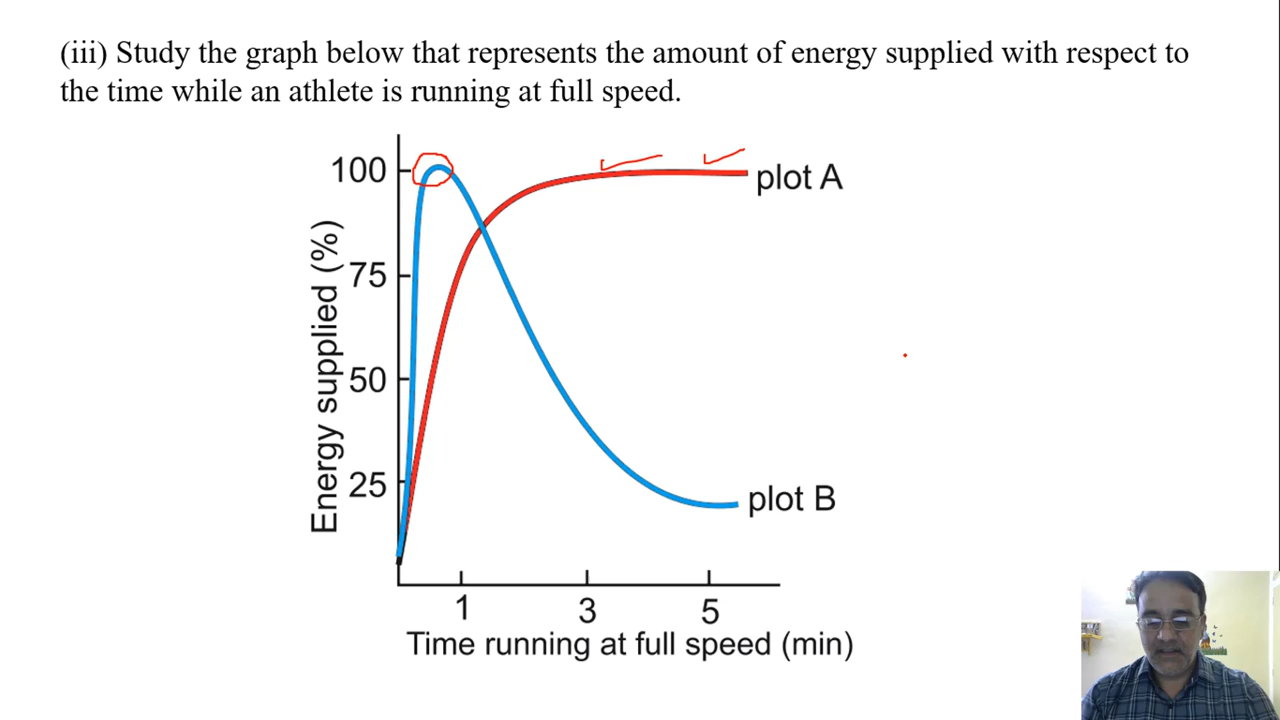 (iii) Study the graph below that represents the amount of energy supplied with respect to
the time while an athlete is running at full speed.
100
75
50
25
Energy supplied (%)
plot A
plot B
1 3 5
Time running at full speed (min)